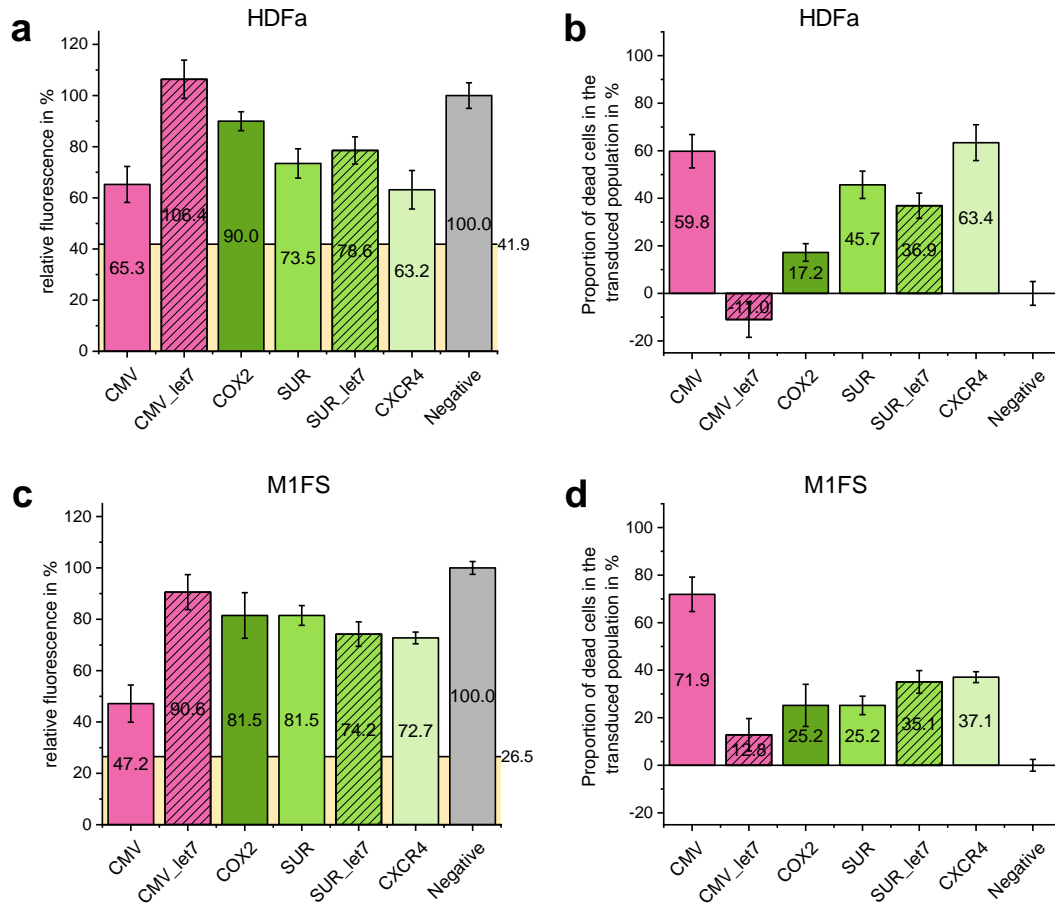 a
HDFa
relative fluorescence in %
120
100
80
60
40
20
0
65.3
106.4
90.0
73.5
78.6
63.2
100.0
41.9
CMV
CMV_let7
COX2
SUR
SUR_let7
CXCR4
Negative
b
HDFa
Proportion of dead cells in the
transduced population in %
100
80
60
40
20
0
-20
59.8
-11.0
17.2
45.7
36.9
63.4
CMV
CMV_let7
COX2
SUR
SUR_let7
CXCR4
Negative
c
M1FS
relative fluorescence in %
120
100
80
60
40
20
0
47.2
90.6
81.5
81.5
74.2
72.7
100.0
26.5
CMV
CMV_let7
COX2
SUR
SUR_let7
CXCR4
Negative
d
M1FS
Proportion of dead cells in the
transduced population in %
100
80
60
40
20
0
-20
71.9
12.8
25.2
25.2
35.1
37.1
CMV
CMV_let7
COX2
SUR
SUR_let7
CXCR4
Negative